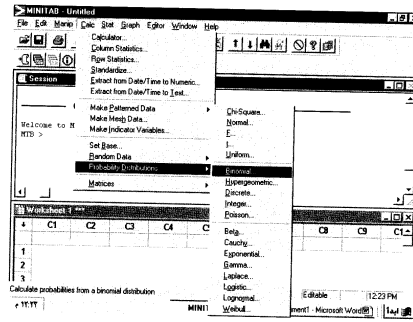 MINITAB - Untitled
File Edit Manip Calc Stat Graph Editor Window Help
Calculator...
Column Statistics...
Row Statistics...
Standardize...
Extract from Date/Time to Numeric...
Extract from Date/Time to Text...
Make Patterned Data
Make Mesh Data...
Make Indicator Variables...
Set Base...
Random Data
Probability Distributions
Matrices
Chi-Square...
Normal...
F...
t...
Uniform...
Binomial...
Hypergeometric...
Discrete...
Integer...
Poisson...
Beta...
Cauchy...
Exponential...
Gamma...
Laplace...
Logistic...
Lognormal...
Weibull...
Session
Welcome to M
MTB >
Worksheet 1 ***
C1 C2 C3 C4 C8 C9
1
2
3
Calculate probabilities from a binomial distribution
Editable 12:23 PM
MINIT
ment1 - Microsoft Word